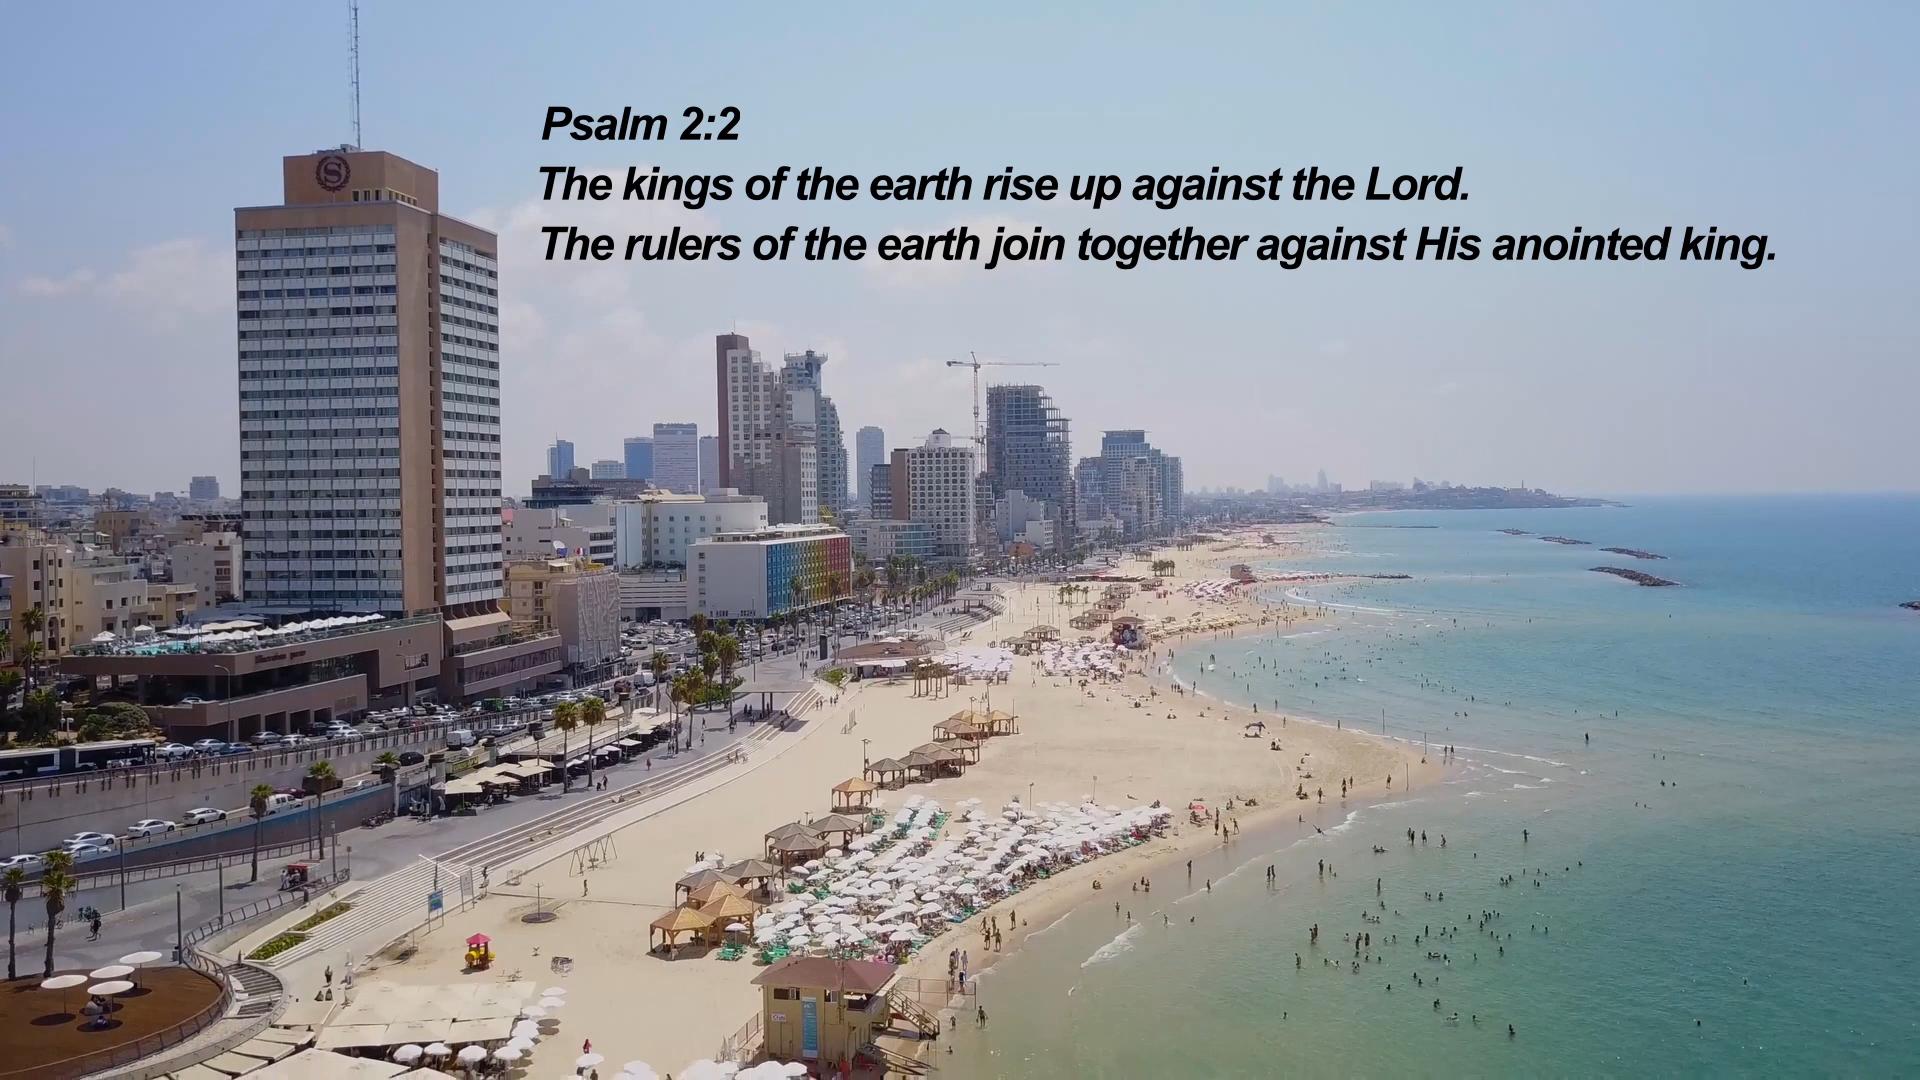 Psalm 2:2
The kings of the earth rise up against the Lord.
The rulers of the earth join together against His anointed king.
S